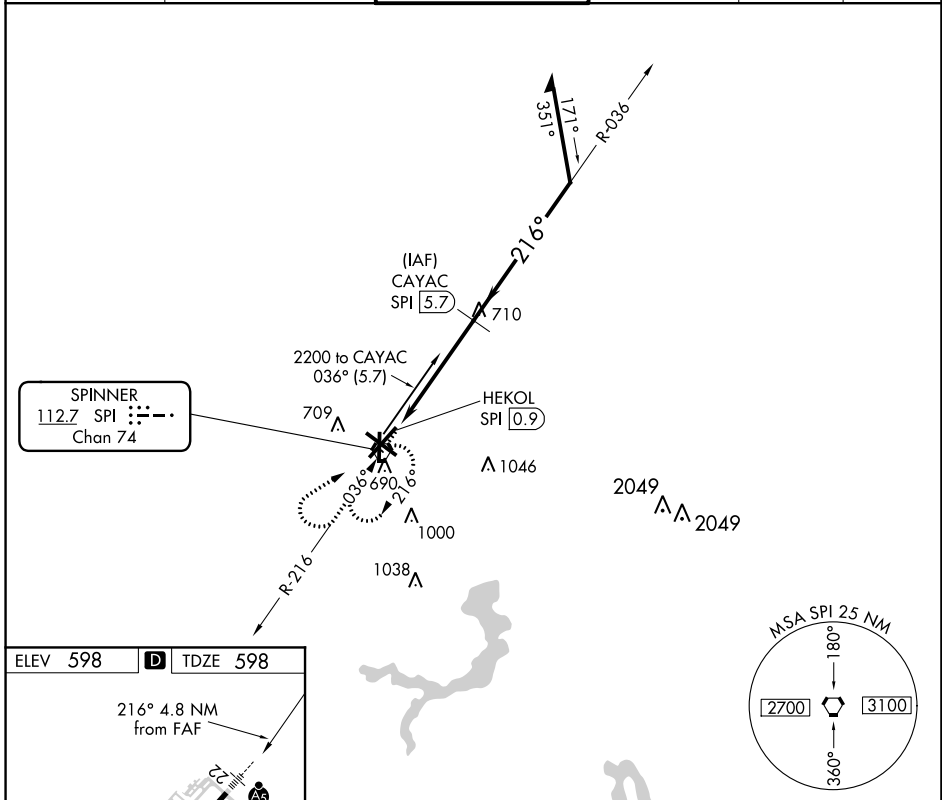 171°
351°
R-036
216°
(IAF)
CAYAC
SPI 5.7
710
2200 to CAYAC
036° (5.7)
HEKOL
SPI 0.9
SPINNER
112.7 SPI
Chan 74
709
1046
036°
690
216°
2049
2049
1000
1038
R-216
MSA SPI 25 NM
180°
2700
3100
360°
ELEV 598 D TDZE 598
216° 4.8 NM
from FAF
22
A5
L